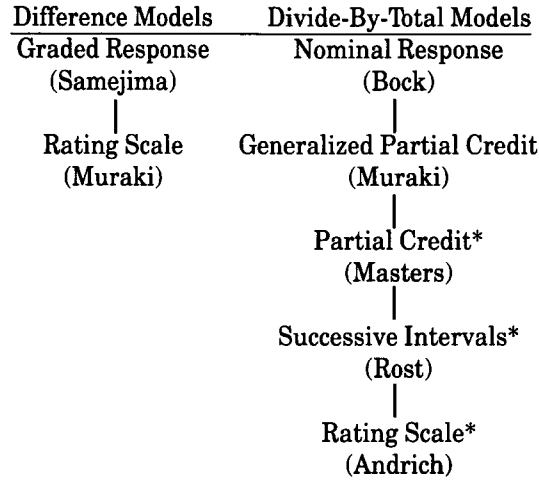 Difference Models
Graded Response
(Samejima)
Rating Scale
(Muraki)
Divide-By-Total Models
Nominal Response
(Bock)
Generalized Partial Credit
(Muraki)
Partial Credit*
(Masters)
Successive Intervals*
(Rost)
Rating Scale*
(Andrich)